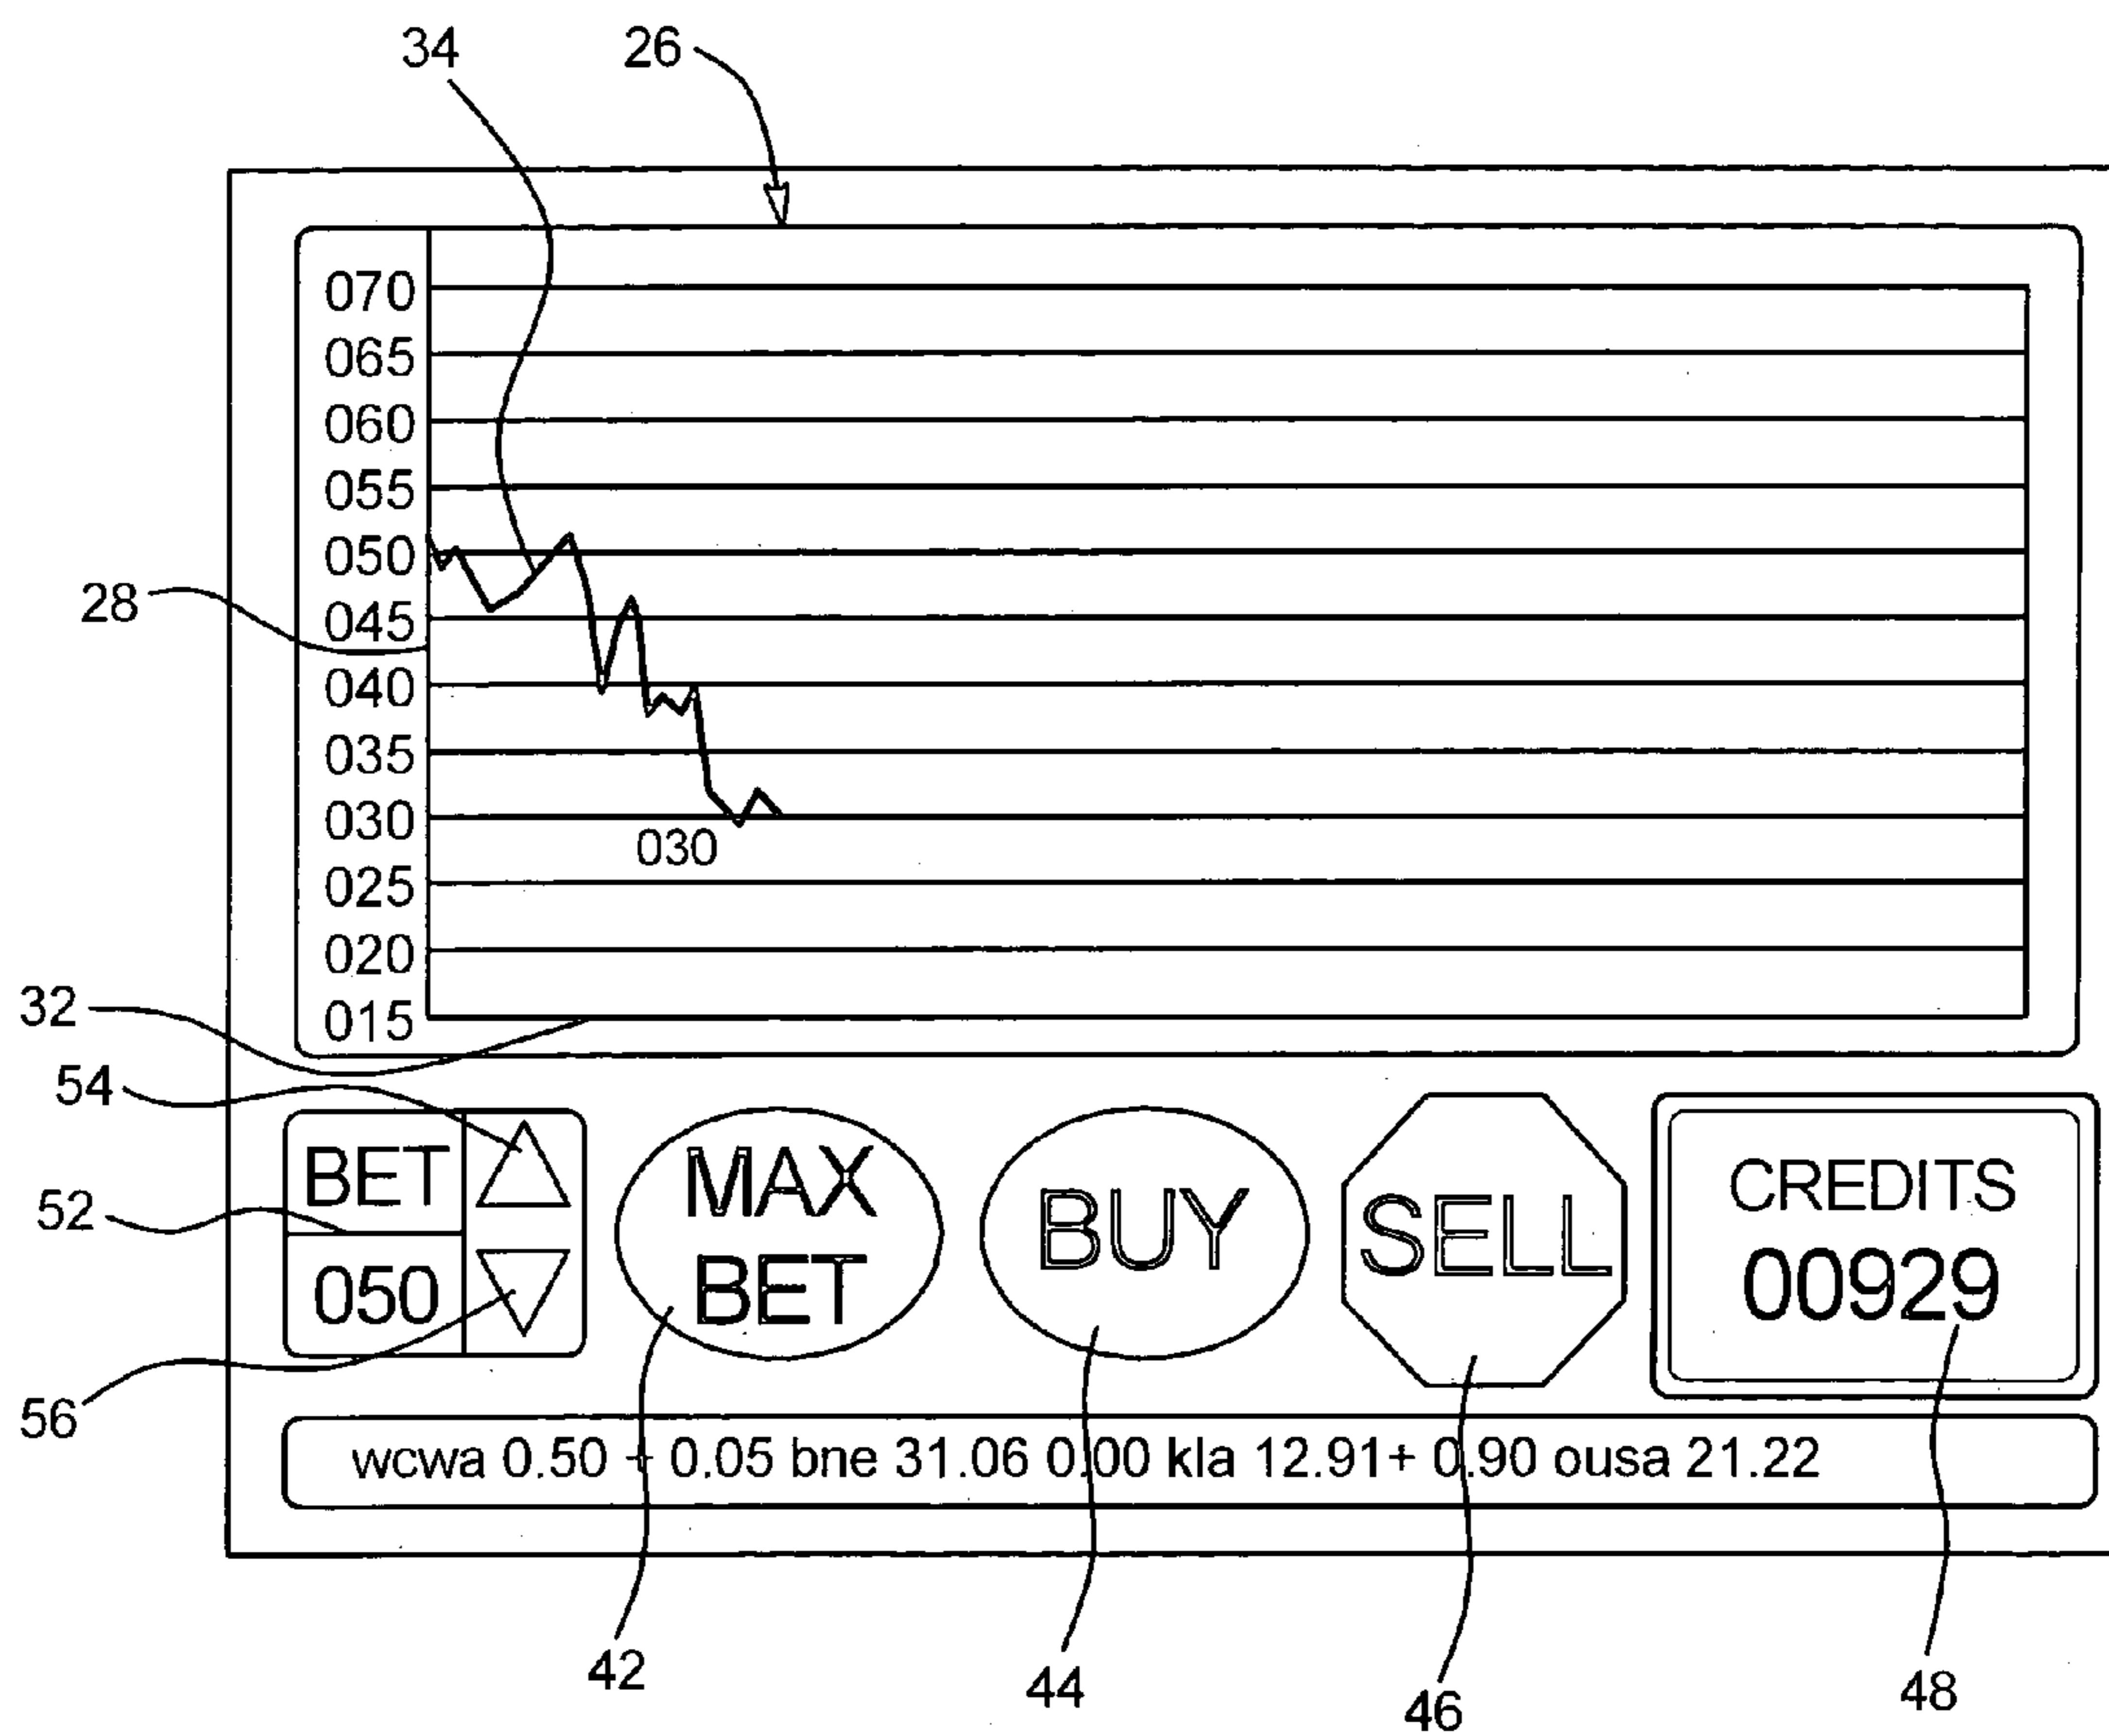 34 26
070
065
060
055
050
28
045
040
035
030
030
025
020
32
015
54
BET
MAX
BET
BUY
SELL
CREDITS
00929
52
050
56
wcwa 0.50 + 0.05 bne 31.06 0.00 kla 12.91+ 0.90 ousa 21.22
42 44 46 48